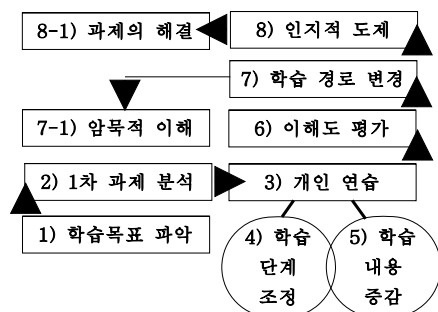 8-1) 과제의 해결
8) 인지적 도제
7) 학습 경로 변경
7-1) 암묵적 이해
6) 이해도 평가
2) 1차 과제 분석
3) 개인 연습
1) 학습목표 파악
4) 학습
단계
조정
5) 학습
내용
증감